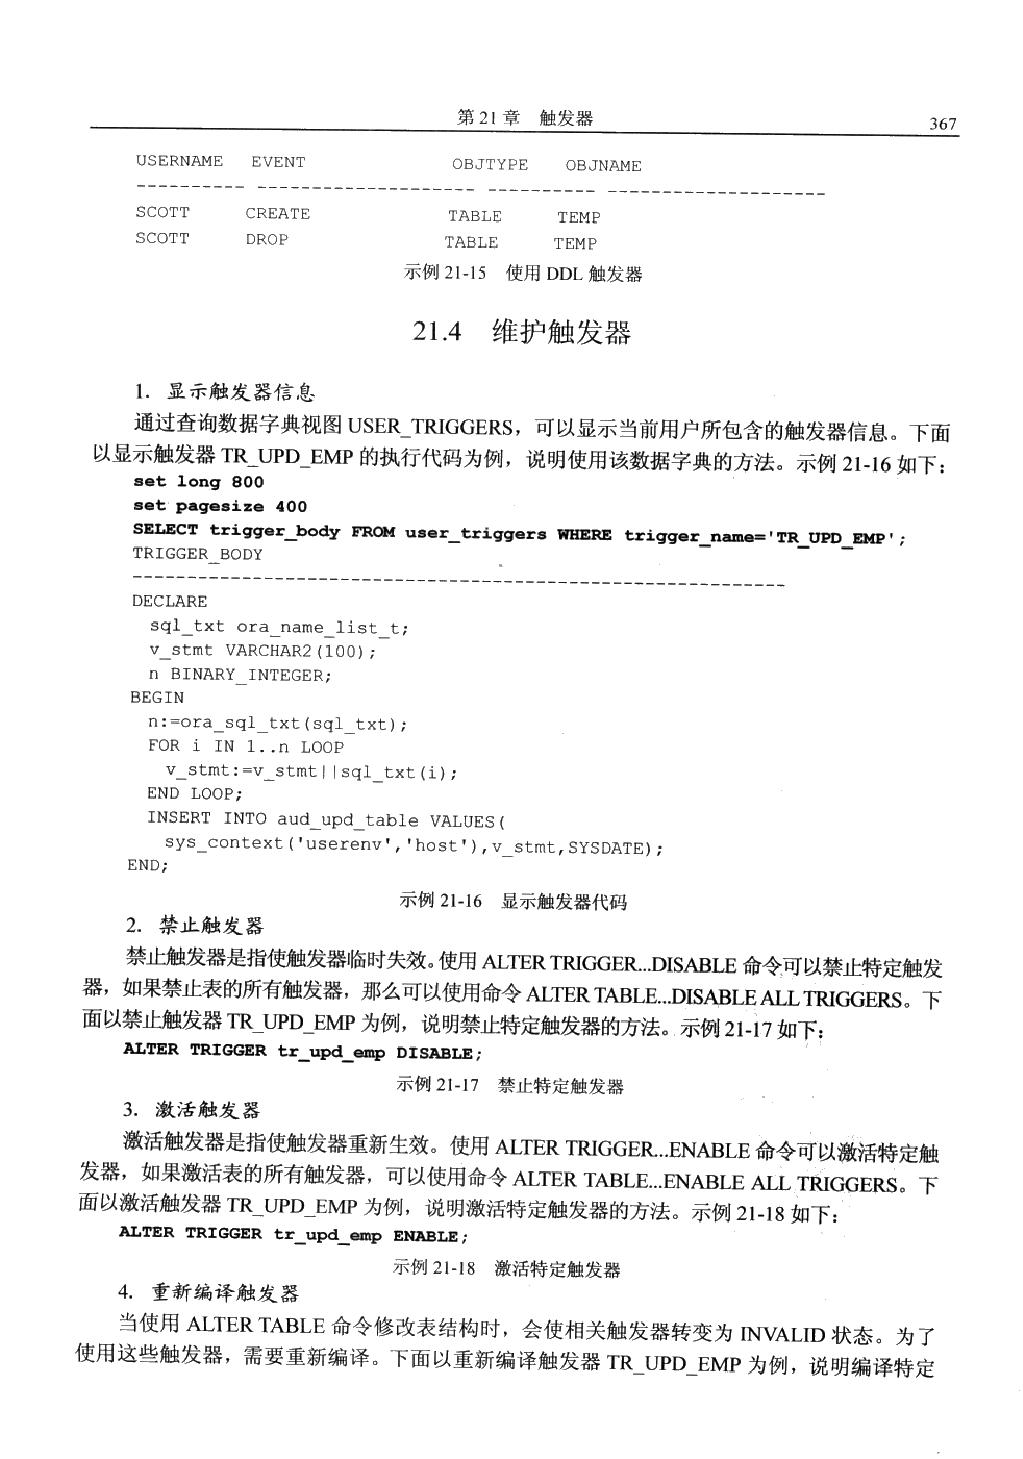 第 21 章 触发器 367
USERNAME EVENT OBJTYPE OBJNAME
---------- -------------------- ---------- --------------------
SCOTT CREATE TABLE TEMP
SCOTT DROP TABLE TEMP
示例 21-15 使用 DDL 触发器
21.4 维护触发器
1. 显示触发器信息
通过查询数据字典视图 USER_TRIGGERS，可以显示当前用户所包含的触发器信息。下面
以显示触发器 TR_UPD_EMP 的执行代码为例，说明使用该数据字典的方法。示例 21-16 如下：
set long 800
set pagesize 400
SELECT trigger_body FROM user_triggers WHERE trigger_name='TR_UPD_EMP';
TRIGGER_BODY
------------------------------------------------------------
DECLARE
sql_txt ora_name_list_t;
v_stmt VARCHAR2(100);
n BINARY_INTEGER;
BEGIN
n:=ora_sql_txt(sql_txt);
FOR i IN 1..n LOOP
v_stmt:=v_stmt||sql_txt(i);
END LOOP;
INSERT INTO aud_upd_table VALUES(
sys_context('userenv','host'),v_stmt,SYSDATE);
END;
示例 21-16 显示触发器代码
2. 禁止触发器
禁止触发器是指使触发器临时失效。使用 ALTER TRIGGER...DISABLE 命令可以禁止特定触发
器，如果禁止表的所有触发器，那么可以使用命令 ALTER TABLE...DISABLE ALL TRIGGERS。下
面以禁止触发器 TR_UPD_EMP 为例，说明禁止特定触发器的方法。示例 21-17 如下：
ALTER TRIGGER tr_upd_emp DISABLE;
示例 21-17 禁止特定触发器
3. 激活触发器
激活触发器是指使触发器重新生效。使用 ALTER TRIGGER...ENABLE 命令可以激活特定触
发器，如果激活表的所有触发器，可以使用命令 ALTER TABLE...ENABLE ALL TRIGGERS。下
面以激活触发器 TR_UPD_EMP 为例，说明激活特定触发器的方法。示例 21-18 如下：
ALTER TRIGGER tr_upd_emp ENABLE;
示例 21-18 激活特定触发器
4. 重新编译触发器
当使用 ALTER TABLE 命令修改表结构时，会使相关触发器转变为 INVALID 状态。为了
使用这些触发器，需要重新编译。下面以重新编译触发器 TR_UPD_EMP 为例，说明编译特定